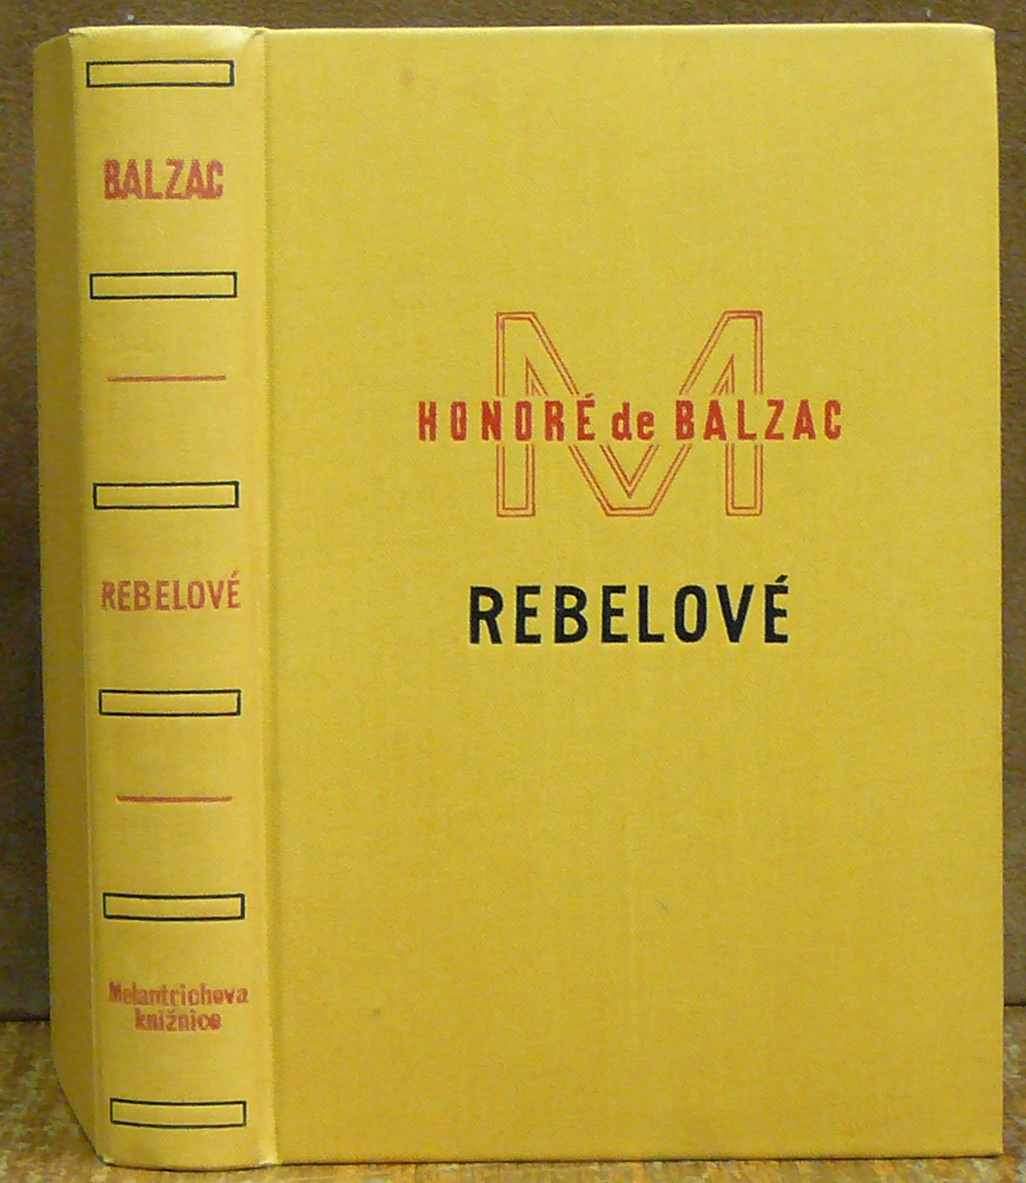 BALZAC
REBELOVÉ
Melantrichova
knižnice
M
HONORÉ de BALZAC
REBELOVÉ